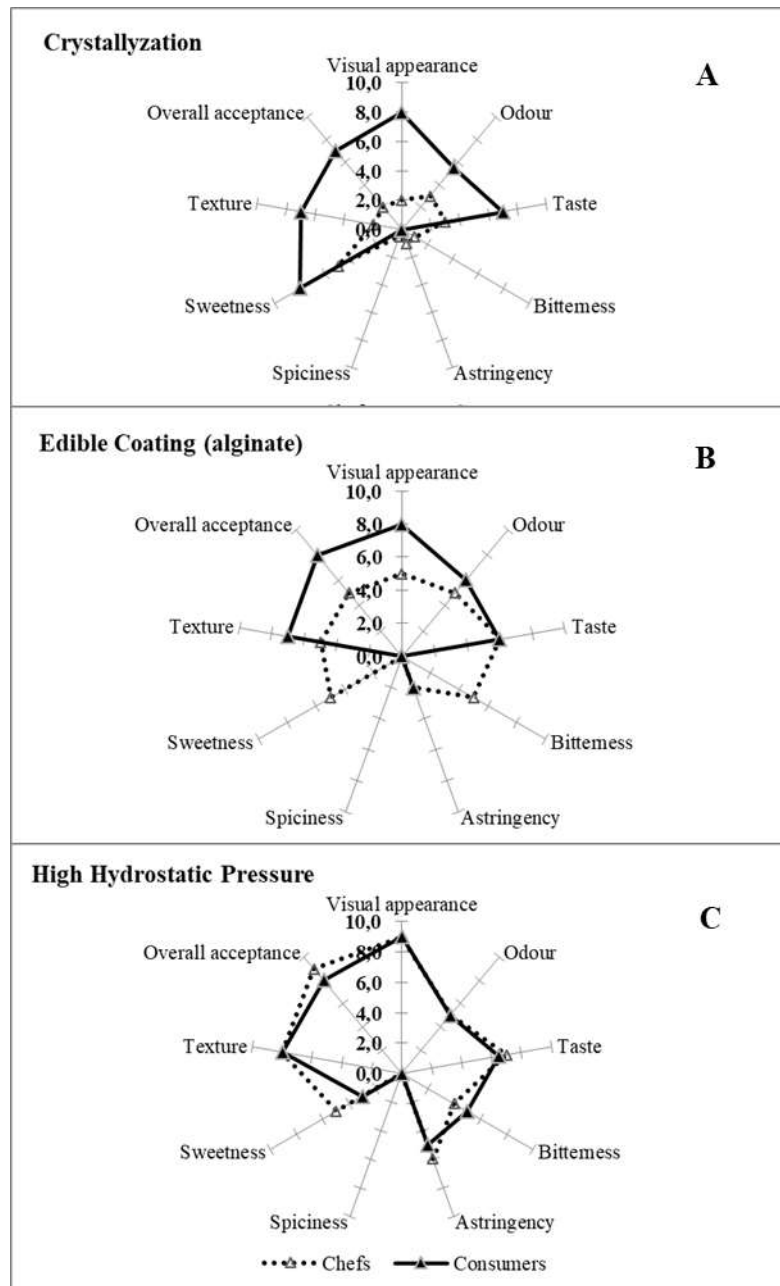 Crystallyzation
A
Visual appearance
10,0
8,0
6,0
4,0
2,0
0,0
Odour
Taste
Bitterness
Astringency
Spiciness
Sweetness
Texture
Overall acceptance
Edible Coating (alginate)
B
Visual appearance
10,0
8,0
6,0
4,0
2,0
0,0
Odour
Taste
Bitterness
Astringency
Spiciness
Sweetness
Texture
Overall acceptance
High Hydrostatic Pressure
C
Visual appearance
10,0
8,0
6,0
4,0
2,0
0,0
Odour
Taste
Bitterness
Astringency
Spiciness
Sweetness
Texture
Overall acceptance
Chefs Consumers